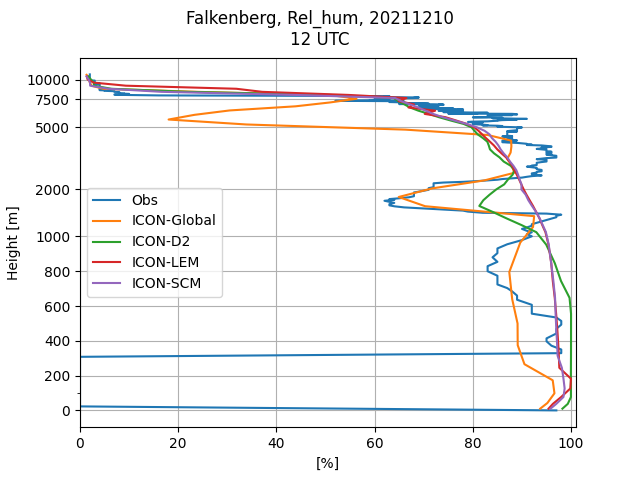 Falkenberg, Rel_hum, 20211210
12 UTC
10000
7500
5000
2000
1000
800
600
400
200
0
Height [m]
Obs
ICON-Global
ICON-D2
ICON-LEM
ICON-SCM
0 20 40 60 80 100
[%]